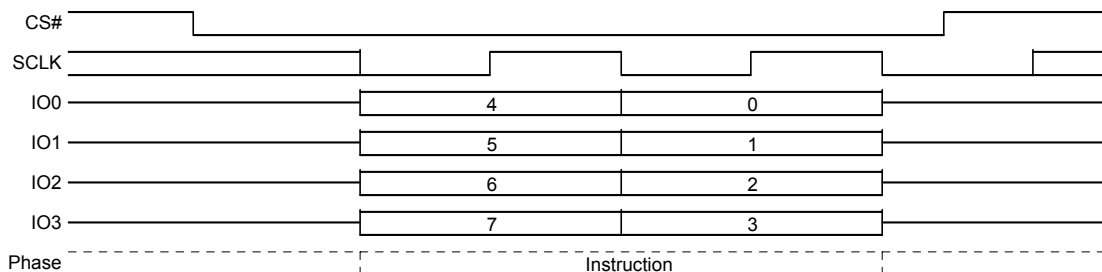 CS#
SCLK
IO0 4 0
IO1 5 1
IO2 6 2
IO3 7 3
Phase Instruction